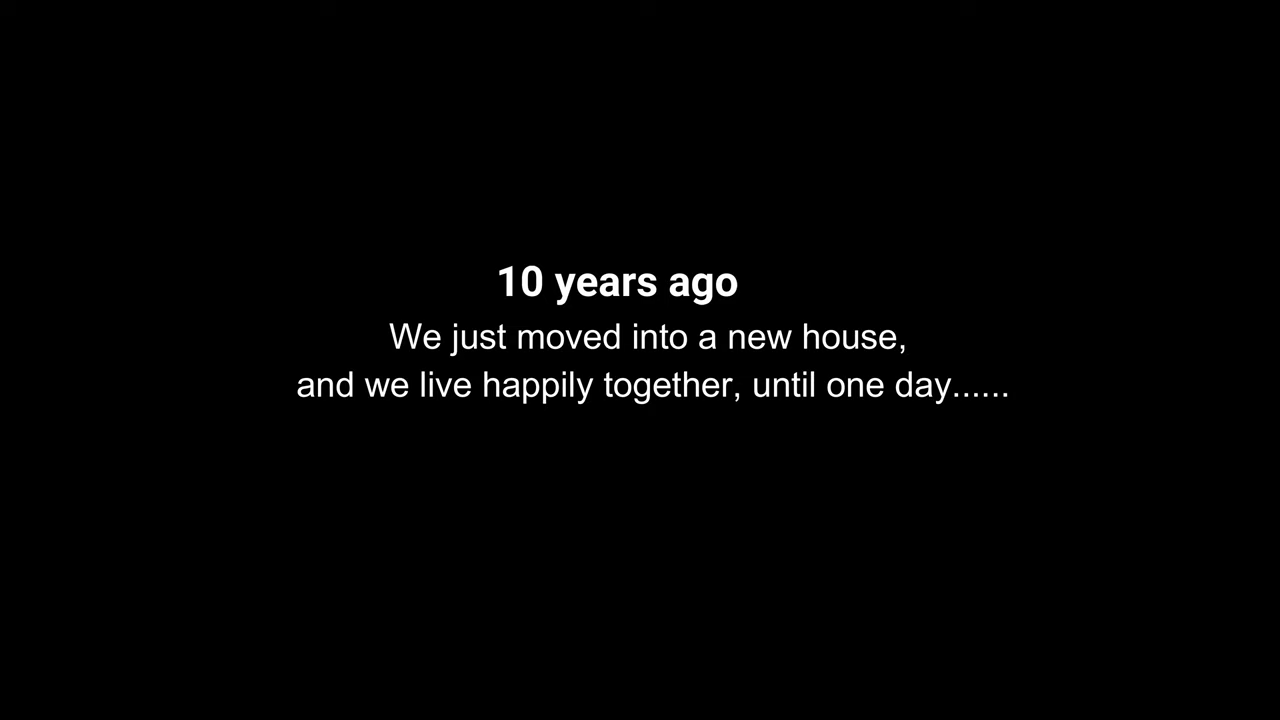 10 years ago
We just moved into a new house,
and we live happily together, until one day......